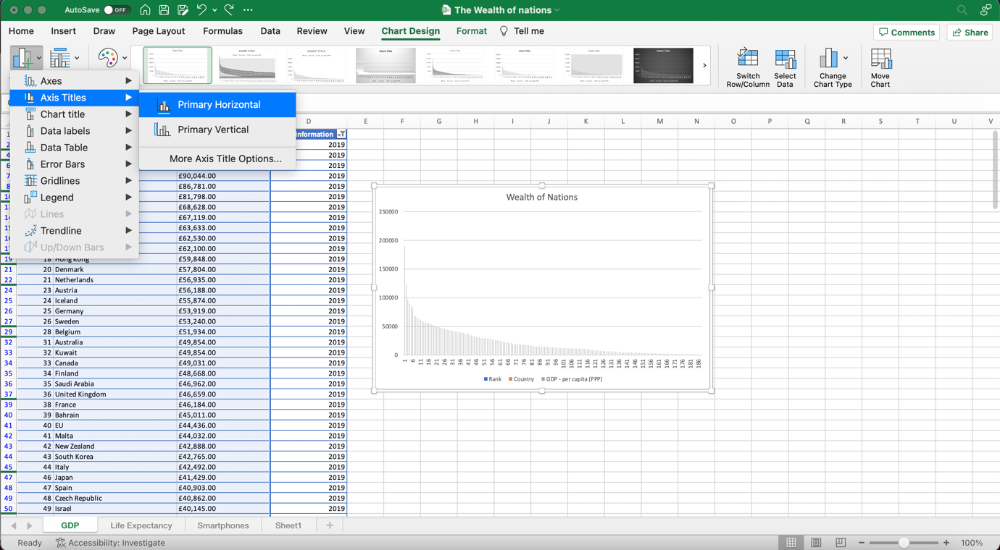 AutoSave OFF The Wealth of nations
Home Insert Draw Page Layout Formulas Data Review View Chart Design Format Tell me Comments Share
Switch Row/Column
Select Data
Change Chart Type
Move Chart
Axes
Axis Titles
Chart title
Data labels
Data Table
Error Bars
Gridlines
Legend
Lines
Trendline
Up/Down Bars
Primary Horizontal
Primary Vertical
More Axis Title Options...
D E F G H I J K L M N O P Q R S T U V
Information
2019
2019
2019
£90,044.00 2019
£86,781.00 2019
£81,798.00 2019
£68,628.00 2019
£67,119.00 2019
£63,633.00 2019
£62,530.00 2019
£62,100.00 2019
19 18 Hong Kong £59,848.00 2019
21 20 Denmark £57,804.00 2019
22 21 Netherlands £56,935.00 2019
24 23 Austria £56,188.00 2019
25 24 Iceland £55,874.00 2019
26 25 Germany £53,919.00 2019
27 26 Sweden £53,240.00 2019
29 28 Belgium £51,934.00 2019
32 31 Australia £49,854.00 2019
33 32 Kuwait £49,854.00 2019
34 33 Canada £49,031.00 2019
35 34 Finland £48,668.00 2019
36 35 Saudi Arabia £46,962.00 2019
37 36 United Kingdom £46,659.00 2019
39 38 France £46,184.00 2019
40 39 Bahrain £45,011.00 2019
41 40 EU £44,436.00 2019
42 41 Malta £44,032.00 2019
43 42 New Zealand £42,888.00 2019
44 43 South Korea £42,765.00 2019
45 44 Italy £42,492.00 2019
47 46 Japan £41,429.00 2019
48 47 Spain £40,903.00 2019
49 48 Czech Republic £40,862.00 2019
50 49 Israel £40,145.00 2019
Wealth of Nations
250000
200000
150000
100000
50000
0
1 6 11 16 21 26 31 36 41 46 51 56 61 66 71 76 81 86 91 96 101 106 111 116 121 126 131 136 141 146 151 156 161 166 171 176 181 186
Rank Country GDP - per capita (PPP)
GDP Life Expectancy Smartphones Sheet1
Ready Accessibility: Investigate 100%